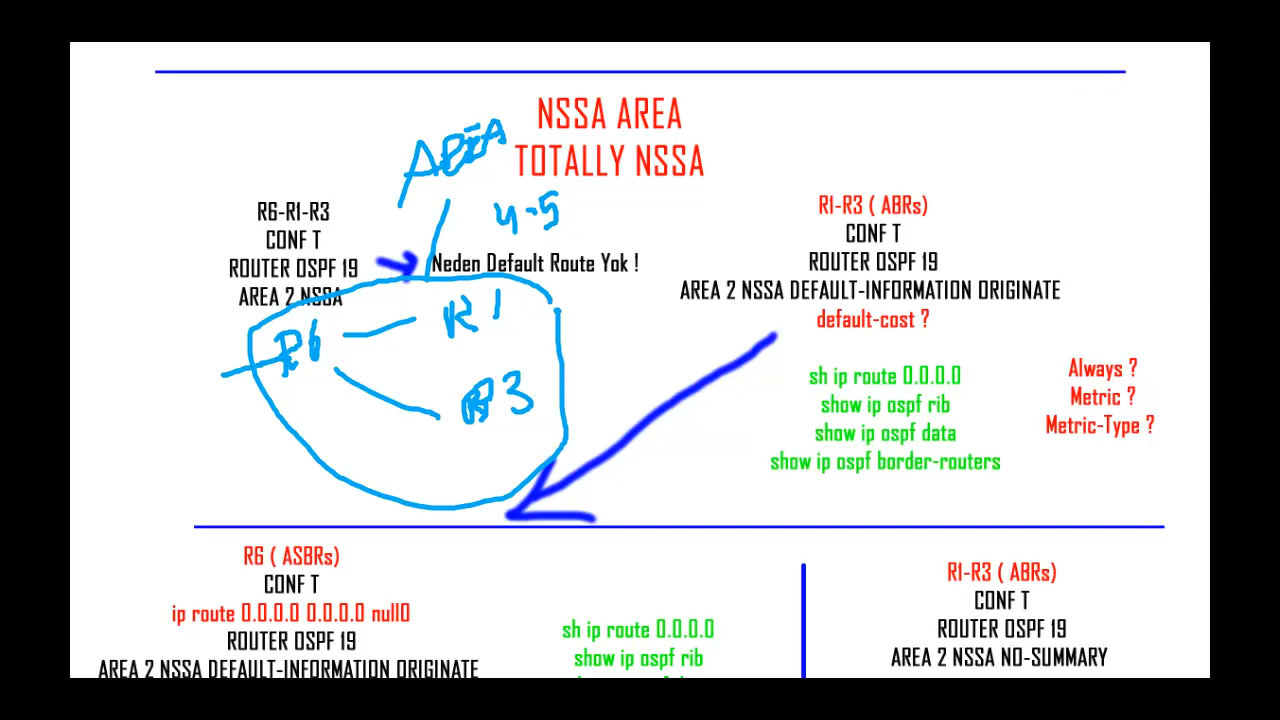 NSSA AREA
TOTALLY NSSA
R6-R1-R3
CONF T
ROUTER OSPF 19
AREA 2 NSSA
4-5
Neden Default Route Yok !
R6
R1
R3
R1-R3 ( ABRs)
CONF T
ROUTER OSPF 19
AREA 2 NSSA DEFAULT-INFORMATION ORIGINATE
default-cost ?
sh ip route 0.0.0.0
show ip ospf rib
show ip ospf data
show ip ospf border-routers
Always ?
Metric ?
Metric-Type ?
R6 ( ASBRs)
CONF T
ip route 0.0.0.0 0.0.0.0 null0
ROUTER OSPF 19
AREA 2 NSSA DEFAULT-INFORMATION ORIGINATE
sh ip route 0.0.0.0
show ip ospf rib
R1-R3 ( ABRs)
CONF T
ROUTER OSPF 19
AREA 2 NSSA NO-SUMMARY